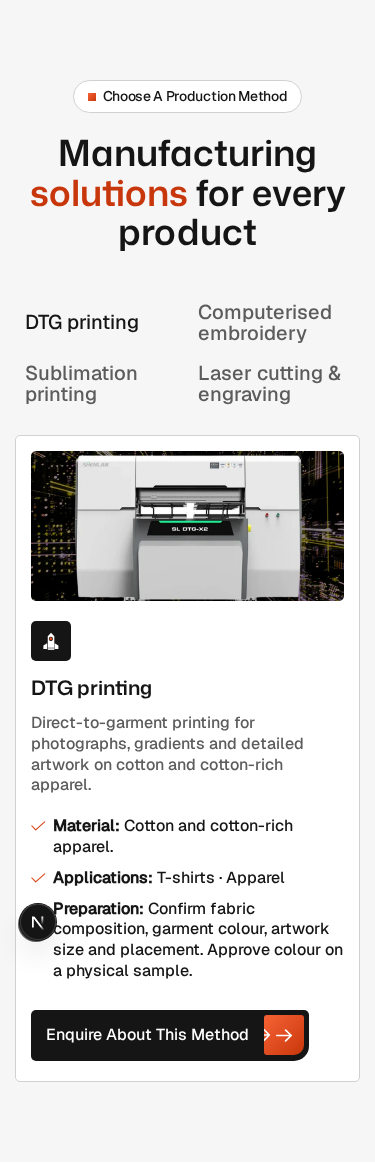 Choose A Production Method
Manufacturing
solutions for every
product
DTG printing
Computerised
embroidery
Sublimation
printing
Laser cutting &
engraving
SL DTG-X2
DTG printing
Direct-to-garment printing for
photographs, gradients and detailed
artwork on cotton and cotton-rich
apparel.
Material: Cotton and cotton-rich
apparel.
Applications: T-shirts · Apparel
Preparation: Confirm fabric
composition, garment colour, artwork
size and placement. Approve colour on
a physical sample.
N
Enquire About This Method